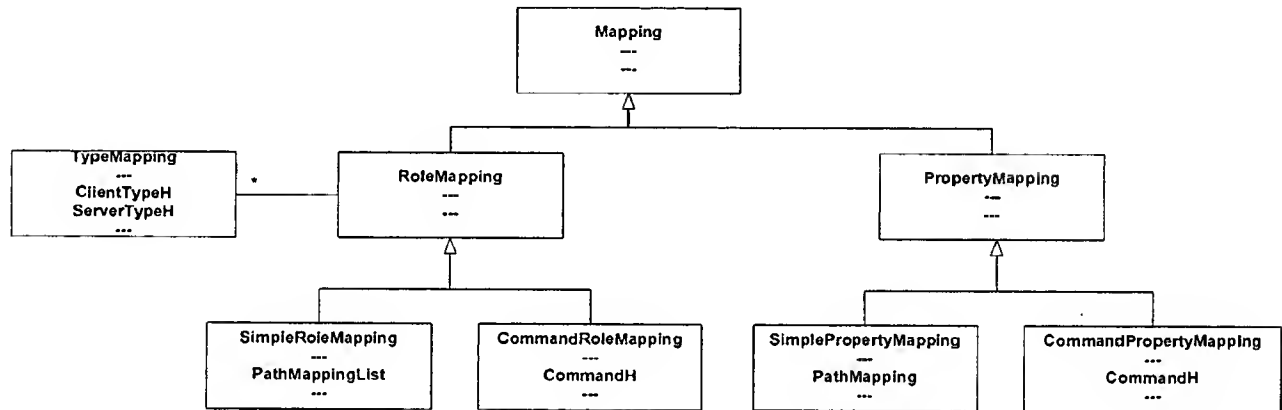 Mapping
---
---
TypeMapping
---
ClientTypeH
ServerTypeH
---
*
RoleMapping
---
---
PropertyMapping
---
---
SimpleRoleMapping
---
PathMappingList
---
CommandRoleMapping
---
CommandH
---
SimplePropertyMapping
---
PathMapping
---
CommandPropertyMapping
---
CommandH
---